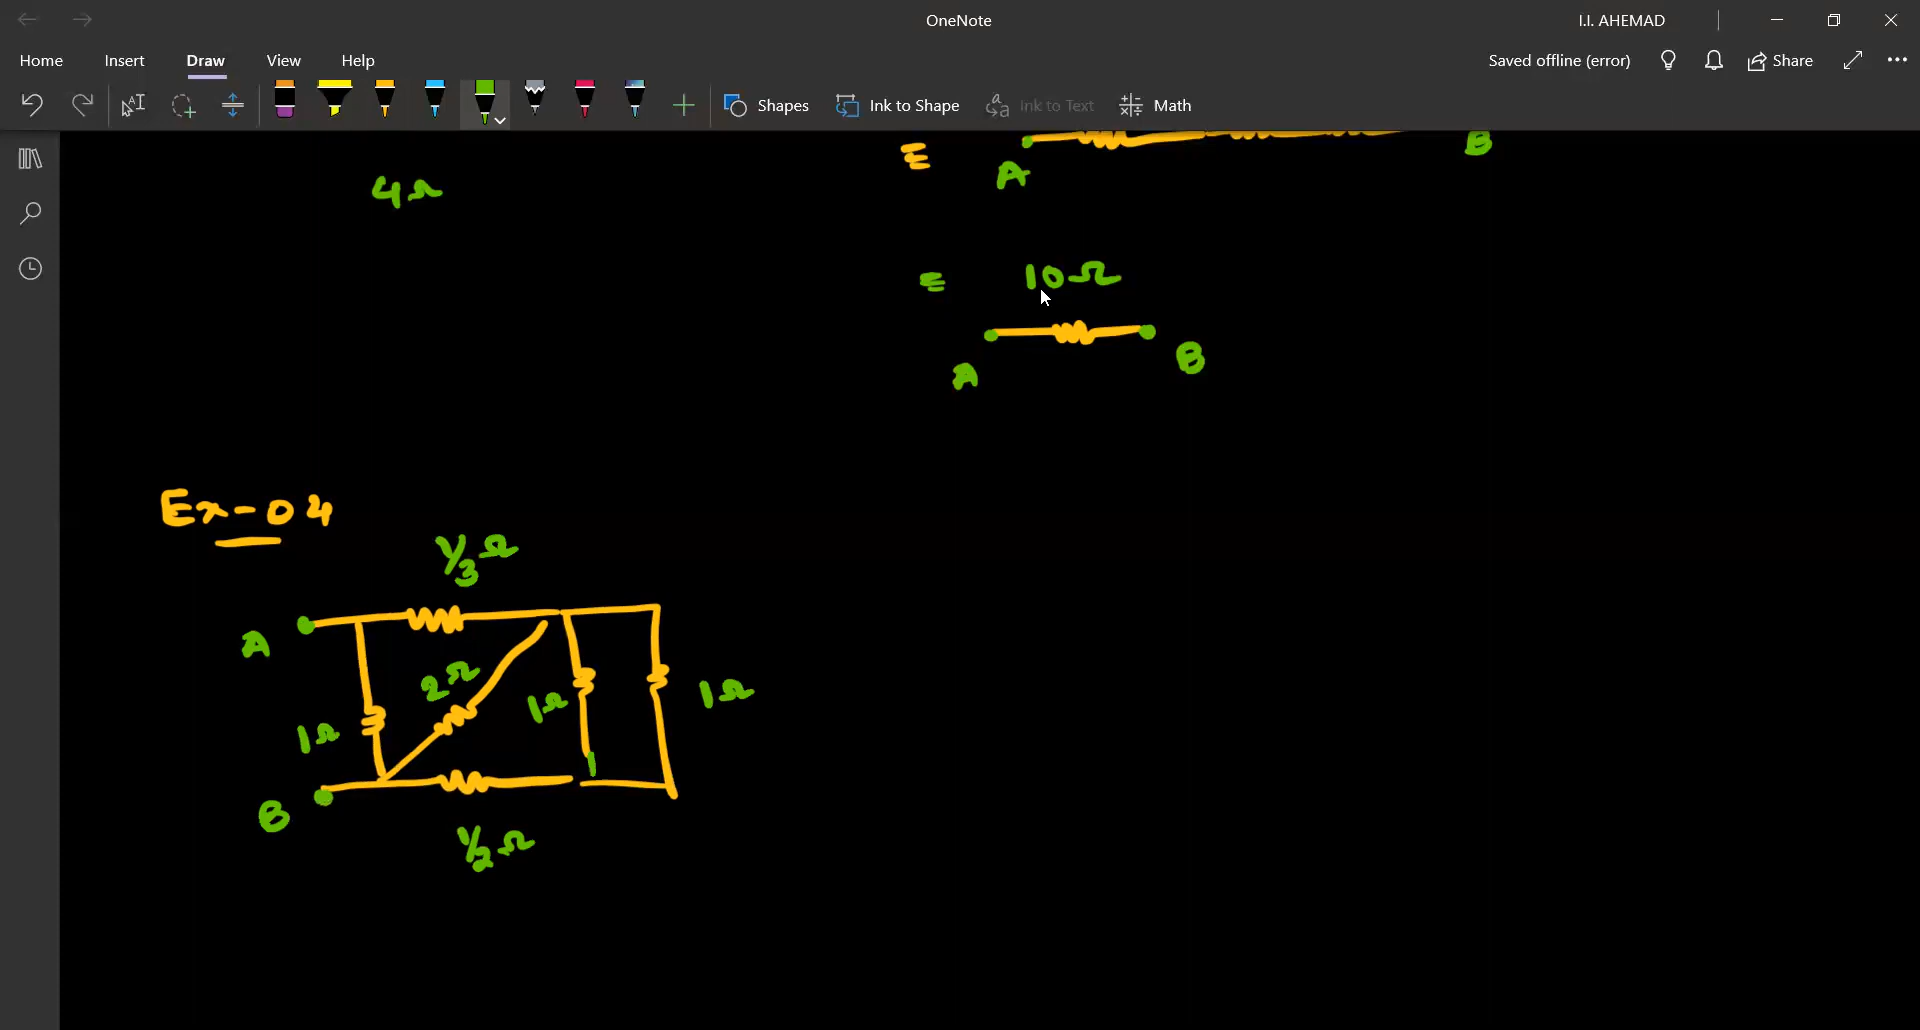 OneNote
I.I. AHEMAD
Home Insert Draw View Help
Saved offline (error) Share
Shapes Ink to Shape Ink to Text Math
B
A
4Ω
≡ 10Ω
A B
Ex-04
1/3Ω
A
2Ω
1Ω
1Ω
1Ω
B
1/2Ω